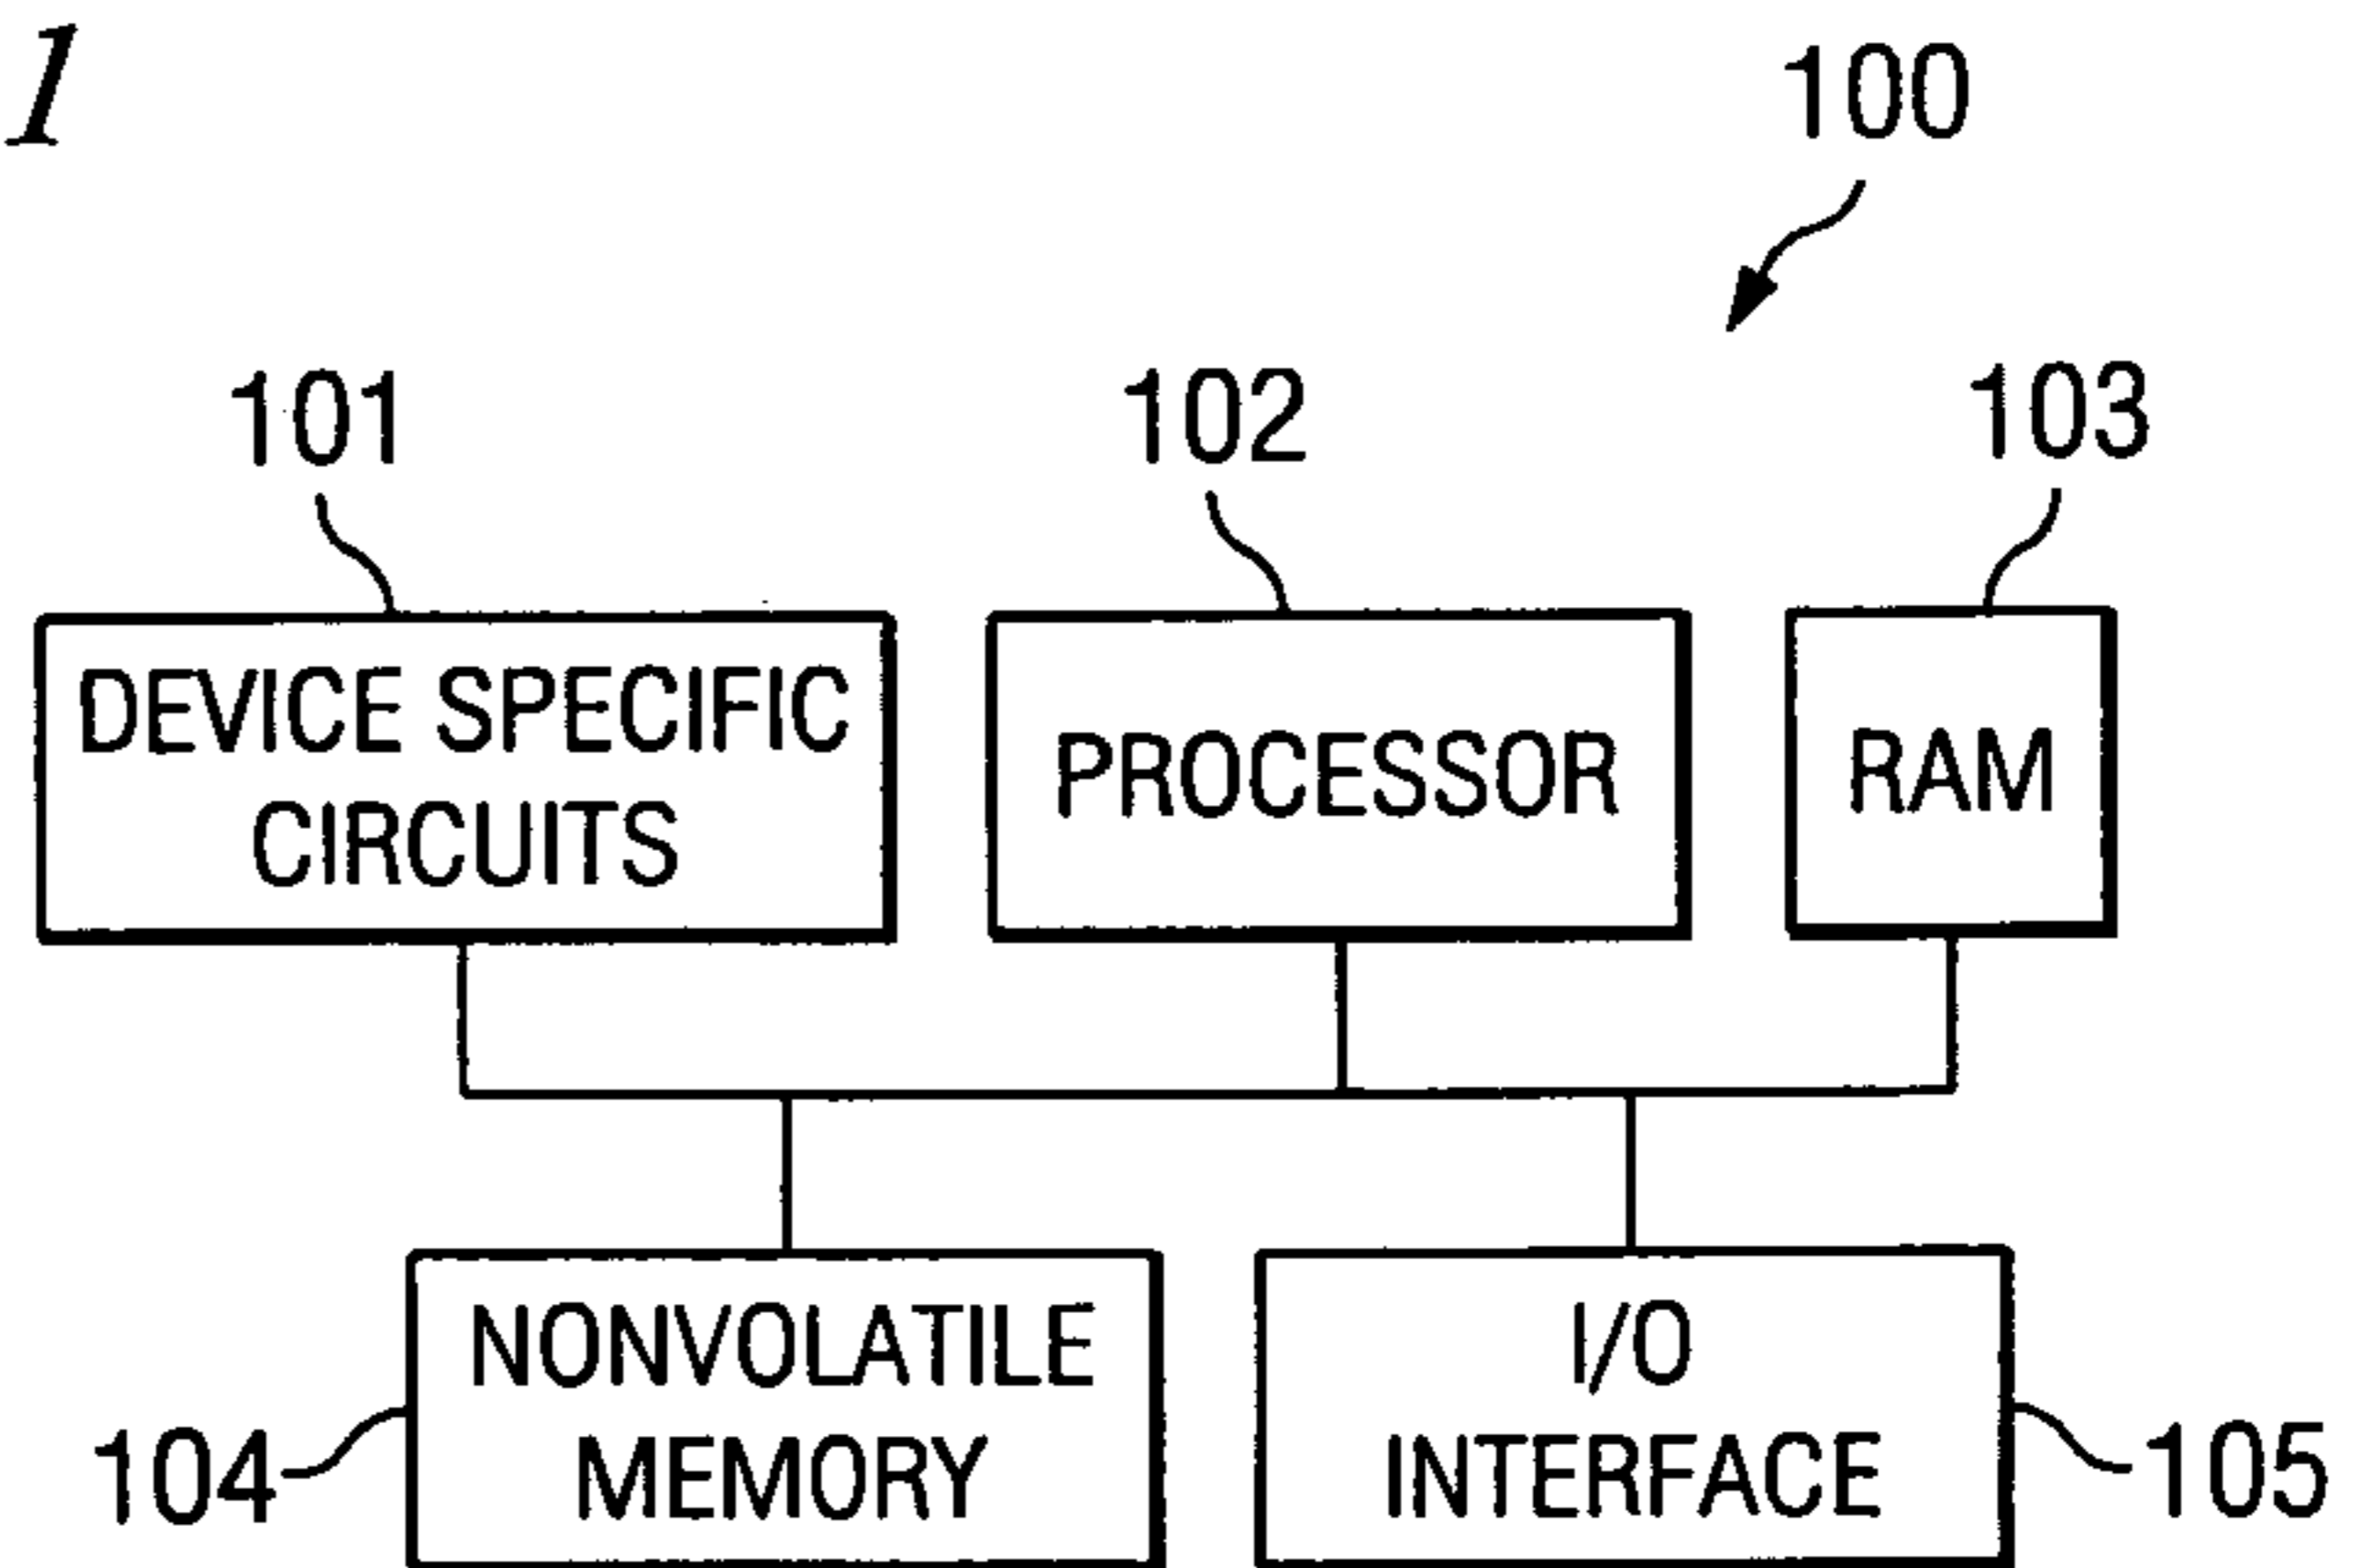 1
100
101
102
103
DEVICE SPECIFIC
CIRCUITS
PROCESSOR
RAM
NONVOLATILE
MEMORY
I/O
INTERFACE
104
105